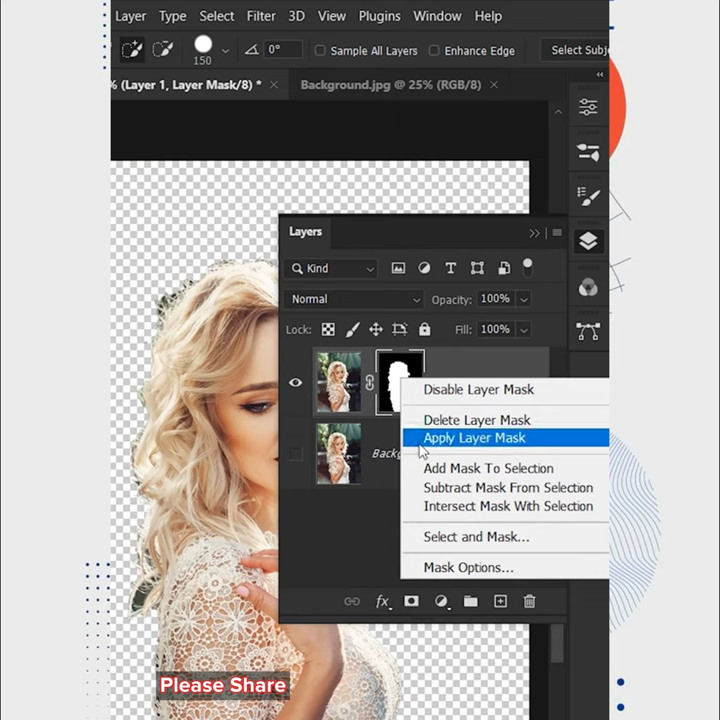 Layer Type Select Filter 3D View Plugins Window Help
150 0° Sample All Layers Enhance Edge Select Subje
% (Layer 1, Layer Mask/8) * × Background.jpg @ 25% (RGB/8) ×
Layers
Kind
Normal Opacity: 100%
Lock: Fill: 100%
Disable Layer Mask
Delete Layer Mask
Apply Layer Mask
Backg
Add Mask To Selection
Subtract Mask From Selection
Intersect Mask With Selection
Select and Mask...
Mask Options...
fx
Please Share